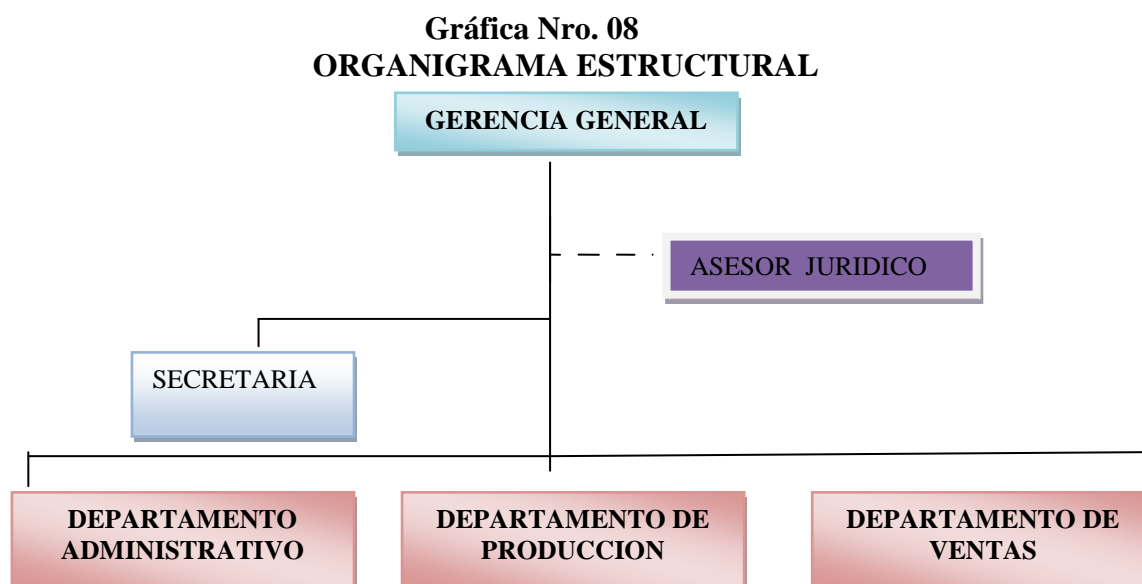 Gráfica Nro. 08
ORGANIGRAMA ESTRUCTURAL
GERENCIA GENERAL
ASESOR JURIDICO
SECRETARIA
DEPARTAMENTO
ADMINISTRATIVO
DEPARTAMENTO DE
PRODUCCION
DEPARTAMENTO DE
VENTAS